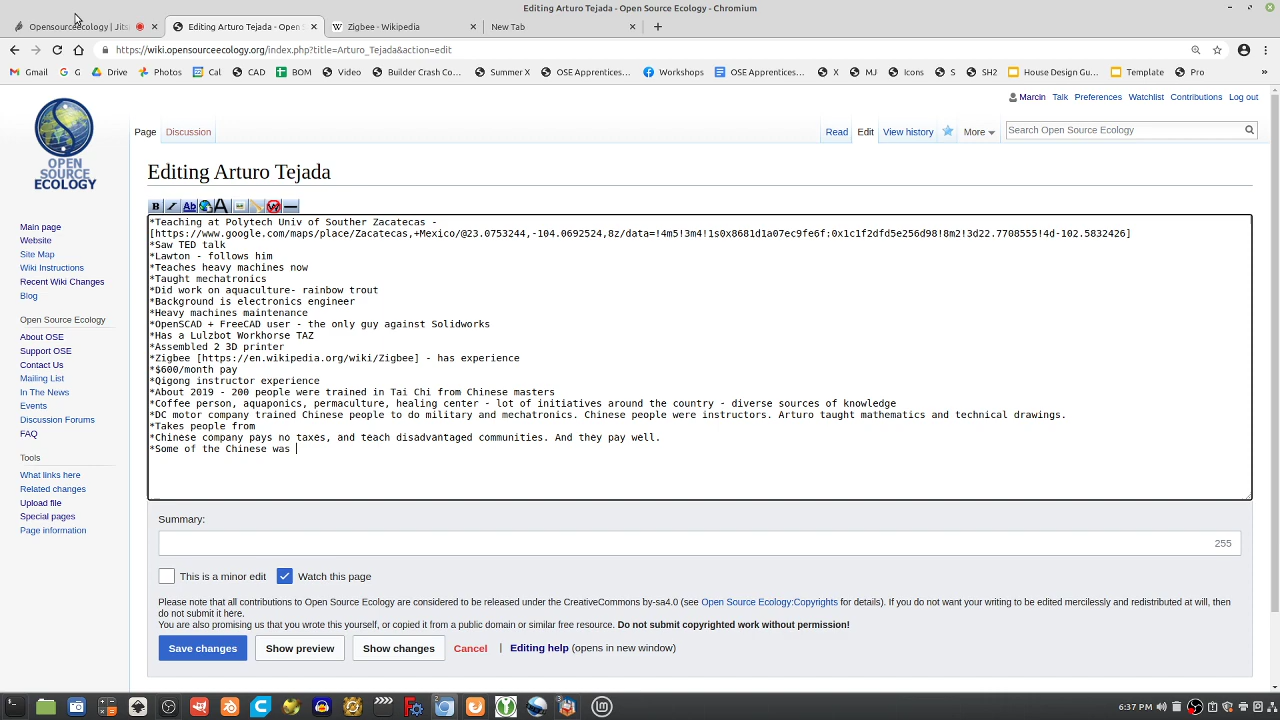 Editing Arturo Tejada - Open Source Ecology - Chromium
Opensourceecology | Jits
Editing Arturo Tejada - Open S
Zigbee - Wikipedia
New Tab
https://wiki.opensourceecology.org/index.php?title=Arturo_Tejada&action=edit
Gmail G Drive Photos Cal CAD BOM Video Builder Crash Co... Summer X OSE Apprentices... Workshops OSE Apprentices... X MJ Icons S SH2 House Design Gu... Template Pro »
Marcin Talk Preferences Watchlist Contributions Log out
Page Discussion Read Edit View history More Search Open Source Ecology
OPEN
SOURCE
ECOLOGY
Editing Arturo Tejada
Main page
Website
Site Map
Wiki Instructions
Recent Wiki Changes
Blog
Open Source Ecology
About OSE
Support OSE
Contact Us
Mailing List
In The News
Events
Discussion Forums
FAQ
Tools
What links here
Related changes
Upload file
Special pages
Page information
B I Ab A
*Teaching at Polytech Univ of Souther Zacatecas -
[https://www.google.com/maps/place/Zacatecas,+Mexico/@23.0753244,-104.0692524,8z/data=!4m5!3m4!1s0x8681d1a07ec9fe6f:0x1c1f2dfd5e256d98!8m2!3d22.7708555!4d-102.5832426]
*Saw TED talk
*Lawton - follows him
*Teaches heavy machines now
*Taught mechatronics
*Did work on aquaculture- rainbow trout
*Background is electronics engineer
*Heavy machines maintenance
*OpenSCAD + FreeCAD user - the only guy against Solidworks
*Has a Lulzbot Workhorse TAZ
*Assembled 2 3D printer
*Zigbee [https://en.wikipedia.org/wiki/Zigbee] - has experience
*$600/month pay
*Qigong instructor experience
*About 2019 - 200 people were trained in Tai Chi from Chinese masters
*Coffee person, aquaponics, permaculture, healing center - lot of initiatives around the country - diverse sources of knowledge
*DC motor company trained Chinese people to do military and mechatronics. Chinese people were instructors. Arturo taught mathematics and technical drawings.
*Takes people from
*Chinese company pays no taxes, and teach disadvantaged communities. And they pay well.
*Some of the Chinese was
Summary:
255
This is a minor edit Watch this page
Please note that all contributions to Open Source Ecology are considered to be released under the CreativeCommons by-sa4.0 (see Open Source Ecology:Copyrights for details). If you do not want your writing to be edited mercilessly and redistributed at will, then
do not submit it here.
You are also promising us that you wrote this yourself, or copied it from a public domain or similar free resource. Do not submit copyrighted work without permission!
Save changes Show preview Show changes Cancel | Editing help (opens in new window)
6:37 PM